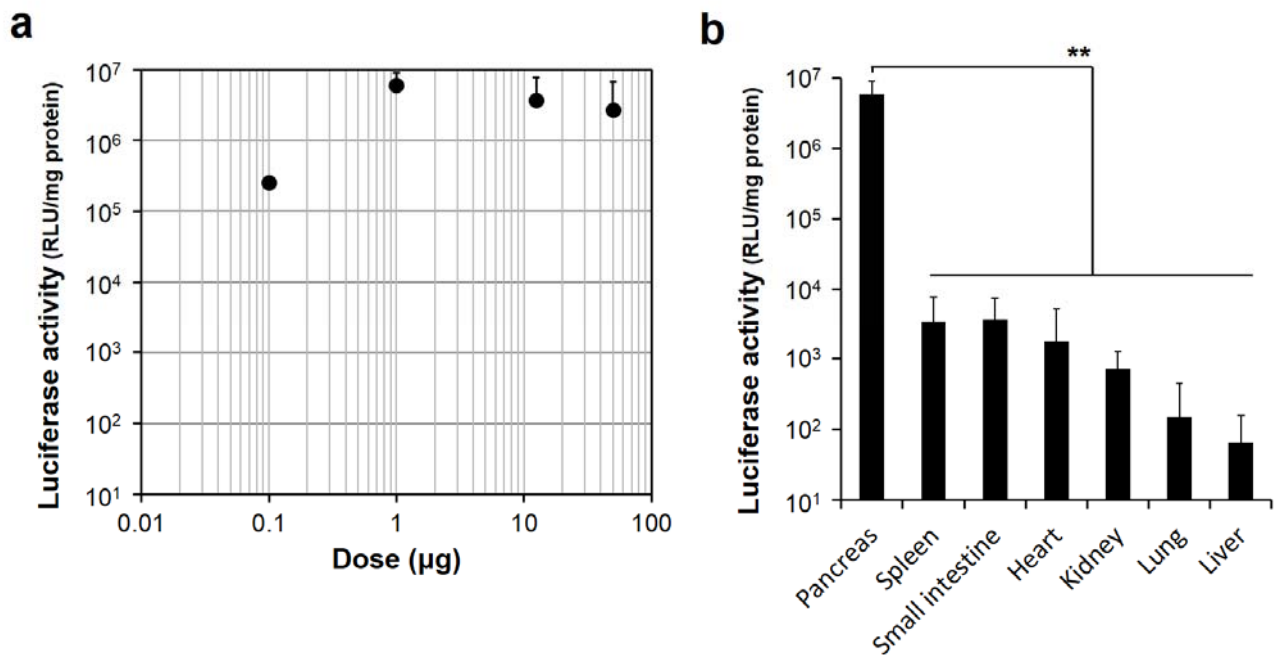 a
Luciferase activity (RLU/mg protein)
10⁷
10⁶
10⁵
10⁴
10³
10²
10¹
0.01
0.1
1
10
100
Dose (µg)
b
**
Luciferase activity (RLU/mg protein)
10⁷
10⁶
10⁵
10⁴
10³
10²
10¹
Pancreas
Spleen
Small intestine
Heart
Kidney
Lung
Liver